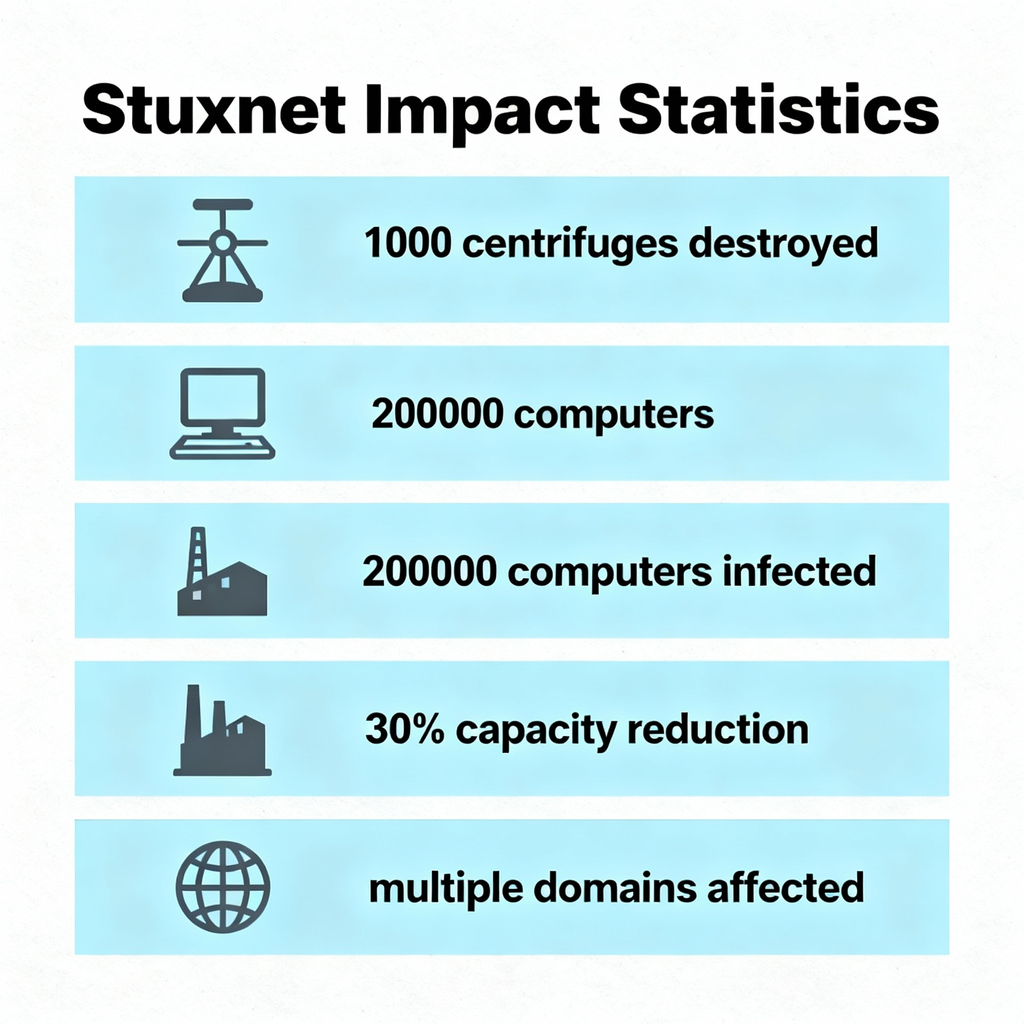 Stuxnet Impact Statistics
1000 centrifuges destroyed
200000 computers
200000 computers infected
30% capacity reduction
multiple domains affected